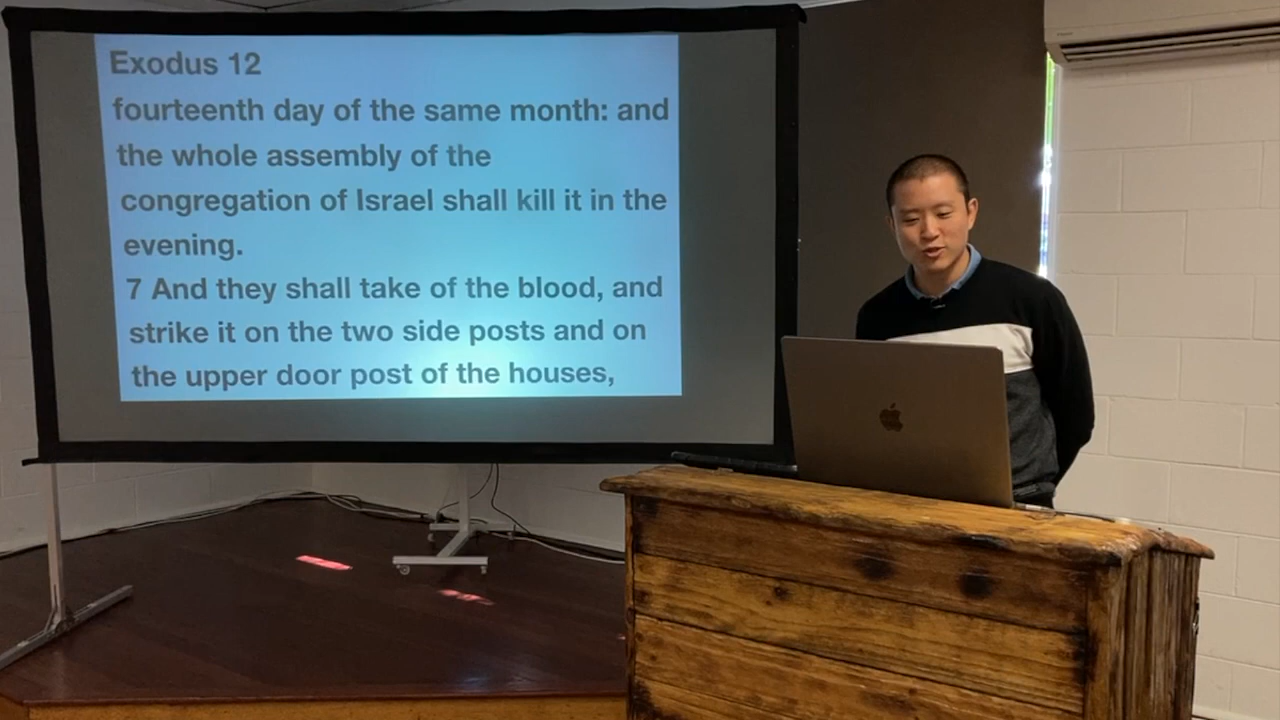 Exodus 12
fourteenth day of the same month: and
the whole assembly of the
congregation of Israel shall kill it in the
evening.
7 And they shall take of the blood, and
strike it on the two side posts and on
the upper door post of the houses,